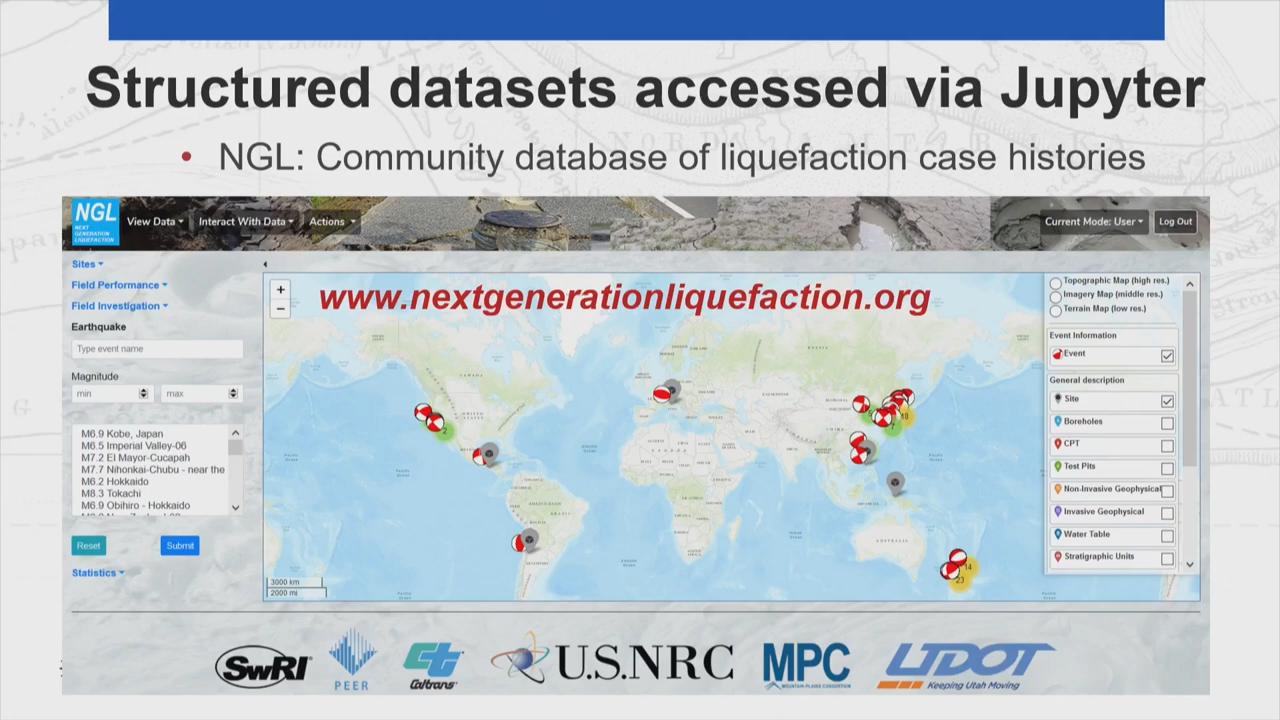 Structured datasets accessed via Jupyter
• NGL: Community database of liquefaction case histories
NGL
NEXT
GENERATION
LIQUEFACTION
View Data
Interact With Data
Actions
Current Mode: User
Log Out
Sites
Field Performance
Field Investigation
Earthquake
Type event name
Magnitude
min
max
M6.9 Kobe, Japan
M6.5 Imperial Valley-06
M7.2 El Mayor-Cucapah
M7.7 Nihonkai-Chubu - near the
M6.2 Hokkaido
M8.3 Tokachi
M6.9 Obihiro - Hokkaido
Reset
Submit
Statistics
+
−
www.nextgenerationliquefaction.org
2
18
14
23
3000 km
2000 mi
Topographic Map (high res.)
Imagery Map (middle res.)
Terrain Map (low res.)
Event Information
Event
General description
Site
Boreholes
CPT
Test Pits
Non-Invasive Geophysical
Invasive Geophysical
Water Table
Stratigraphic Units
SwRI
PEER
Caltrans
U.S.NRC
MPC
MOUNTAIN-PLAINS CONSORTIUM
UDOT
Keeping Utah Moving